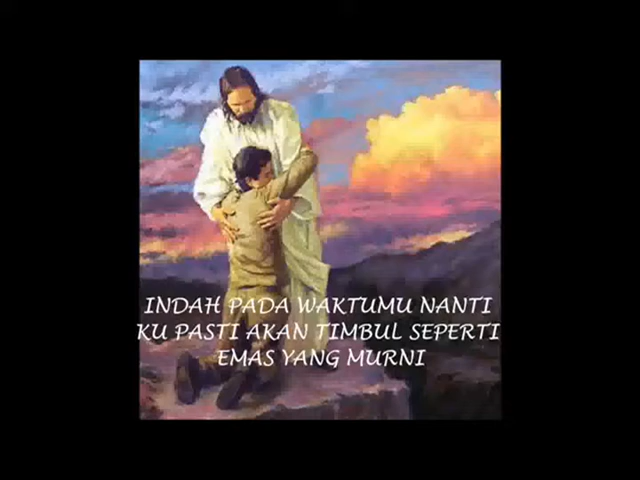 INDAH PADA WAKTUMU NANTI
KU PASTI AKAN TIMBUL SEPERTI
EMAS YANG MURNI